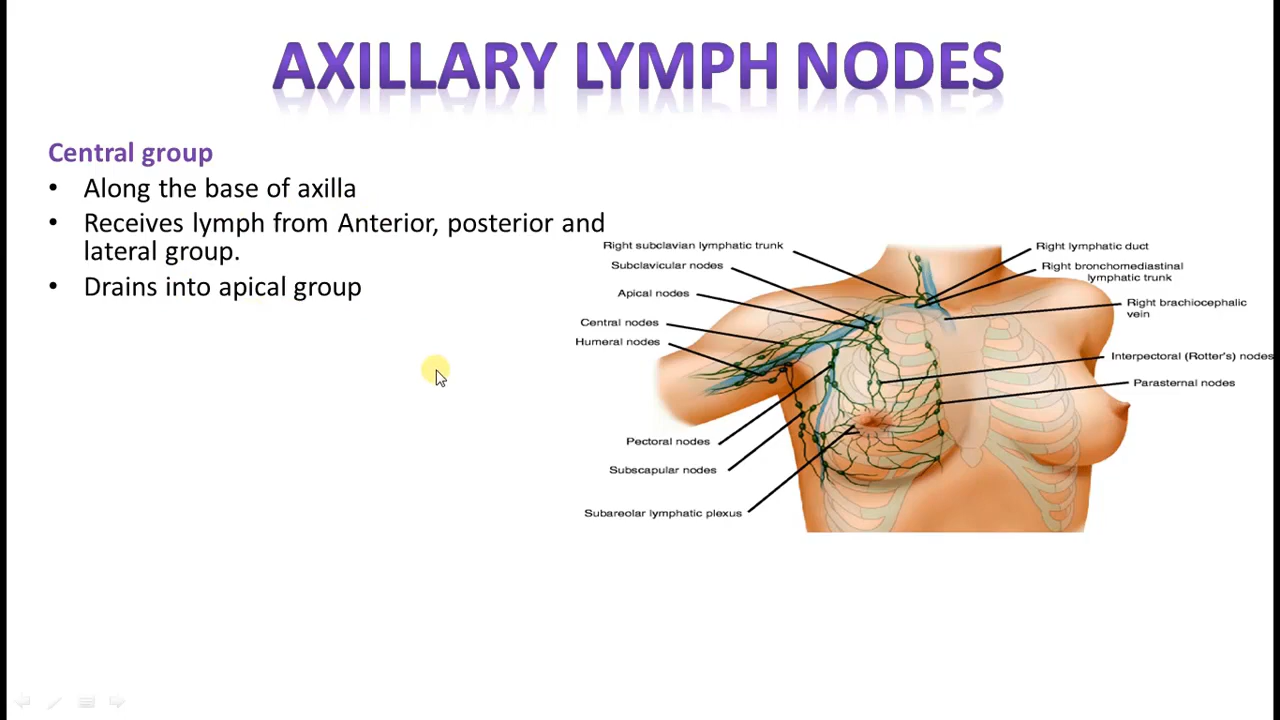 AXILLARY LYMPH NODES
Central group
• Along the base of axilla
• Receives lymph from Anterior, posterior and
lateral group.
• Drains into apical group
Right subclavian lymphatic trunk
Subclavicular nodes
Apical nodes
Central nodes
Humeral nodes
Pectoral nodes
Subscapular nodes
Subareolar lymphatic plexus
Right lymphatic duct
Right bronchomediastinal
lymphatic trunk
Right brachiocephalic
vein
Interpectoral (Rotter's) nodes
Parasternal nodes